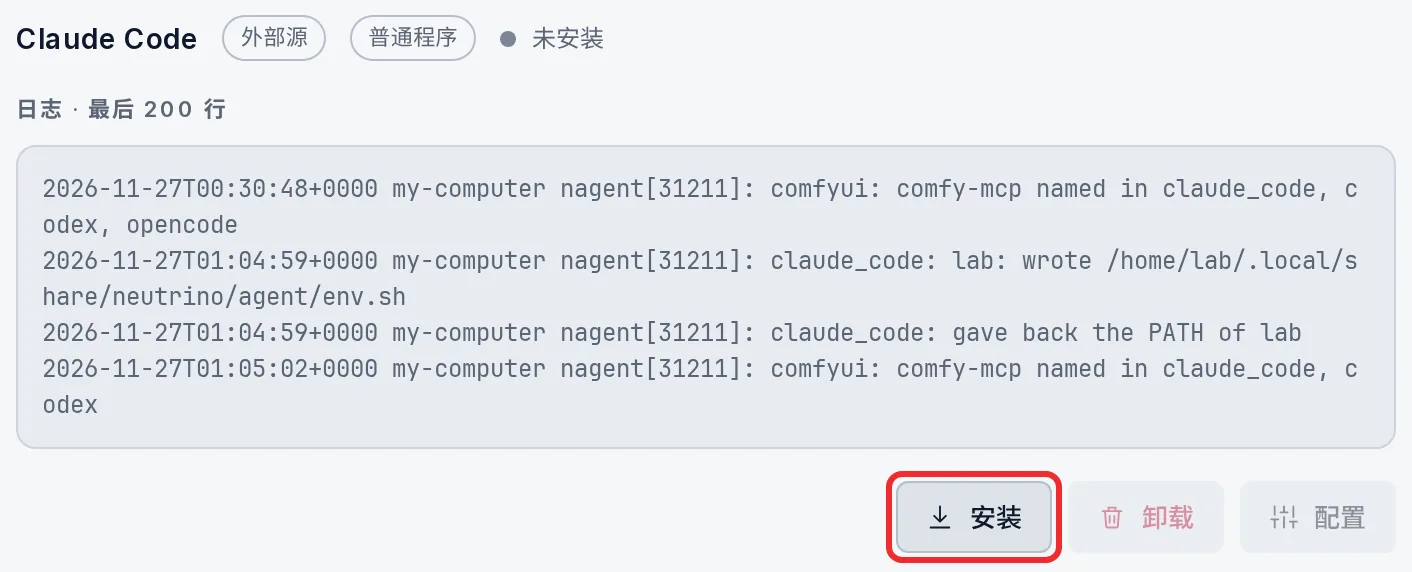 Claude Code 外部源 普通程序 未安装
日志 · 最后 200 行
2026-11-27T00:30:48+0000 my-computer nagent[31211]: comfyui: comfy-mcp named in claude_code, c
odex, opencode
2026-11-27T01:04:59+0000 my-computer nagent[31211]: claude_code: lab: wrote /home/lab/.local/s
hare/neutrino/agent/env.sh
2026-11-27T01:04:59+0000 my-computer nagent[31211]: claude_code: gave back the PATH of lab
2026-11-27T01:05:02+0000 my-computer nagent[31211]: comfyui: comfy-mcp named in claude_code, c
odex
安装 卸载 配置